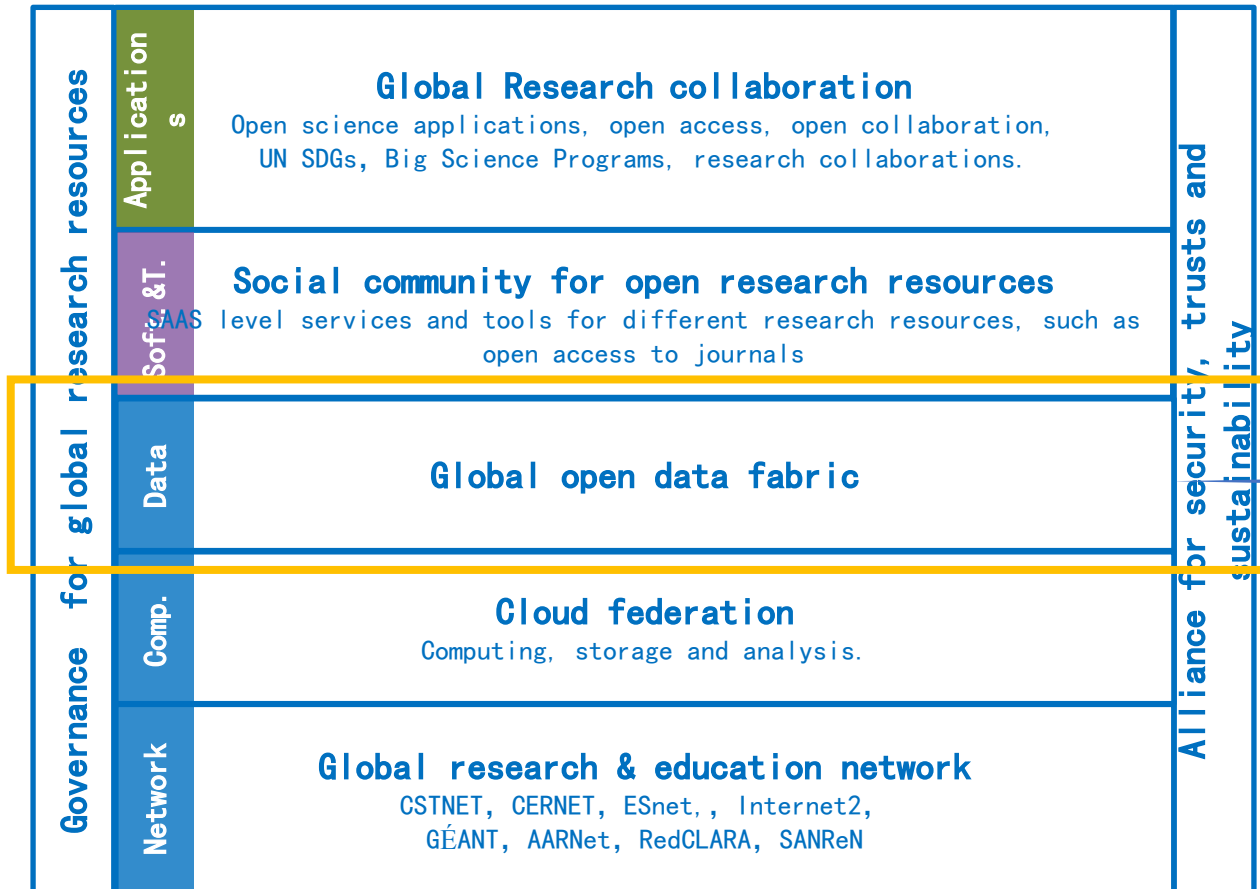 Governance for global research resources
Application
s
Global Research collaboration
Open science applications, open access, open collaboration,
UN SDGs, Big Science Programs, research collaborations.
Soft.&T.
Social community for open research resources
SAAS level services and tools for different research resources, such as
open access to journals
Data
Global open data fabric
Comp.
Cloud federation
Computing, storage and analysis.
Network
Global research & education network
CSTNET, CERNET, ESnet,, Internet2,
GÉANT, AARNet, RedCLARA, SANReN
Alliance for security, trusts and
sustainability